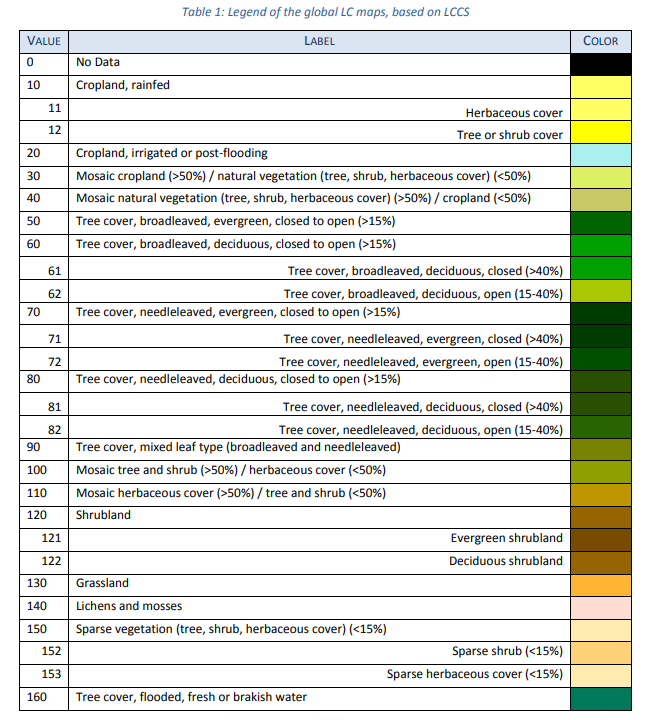 Table 1: Legend of the global LC maps, based on LCCS
VALUE LABEL COLOR
0 No Data
10 Cropland, rainfed
11 Herbaceous cover
12 Tree or shrub cover
20 Cropland, irrigated or post-flooding
30 Mosaic cropland (>50%) / natural vegetation (tree, shrub, herbaceous cover) (<50%)
40 Mosaic natural vegetation (tree, shrub, herbaceous cover) (>50%) / cropland (<50%)
50 Tree cover, broadleaved, evergreen, closed to open (>15%)
60 Tree cover, broadleaved, deciduous, closed to open (>15%)
61 Tree cover, broadleaved, deciduous, closed (>40%)
62 Tree cover, broadleaved, deciduous, open (15-40%)
70 Tree cover, needleleaved, evergreen, closed to open (>15%)
71 Tree cover, needleleaved, evergreen, closed (>40%)
72 Tree cover, needleleaved, evergreen, open (15-40%)
80 Tree cover, needleleaved, deciduous, closed to open (>15%)
81 Tree cover, needleleaved, deciduous, closed (>40%)
82 Tree cover, needleleaved, deciduous, open (15-40%)
90 Tree cover, mixed leaf type (broadleaved and needleleaved)
100 Mosaic tree and shrub (>50%) / herbaceous cover (<50%)
110 Mosaic herbaceous cover (>50%) / tree and shrub (<50%)
120 Shrubland
121 Evergreen shrubland
122 Deciduous shrubland
130 Grassland
140 Lichens and mosses
150 Sparse vegetation (tree, shrub, herbaceous cover) (<15%)
152 Sparse shrub (<15%)
153 Sparse herbaceous cover (<15%)
160 Tree cover, flooded, fresh or brakish water